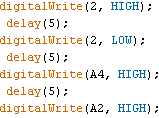 digitalWrite(2, HIGH);
delay(5);
digitalWrite(2, LOW);
delay(5);
digitalWrite(A4, HIGH);
delay(5);
digitalWrite(A2, HIGH);